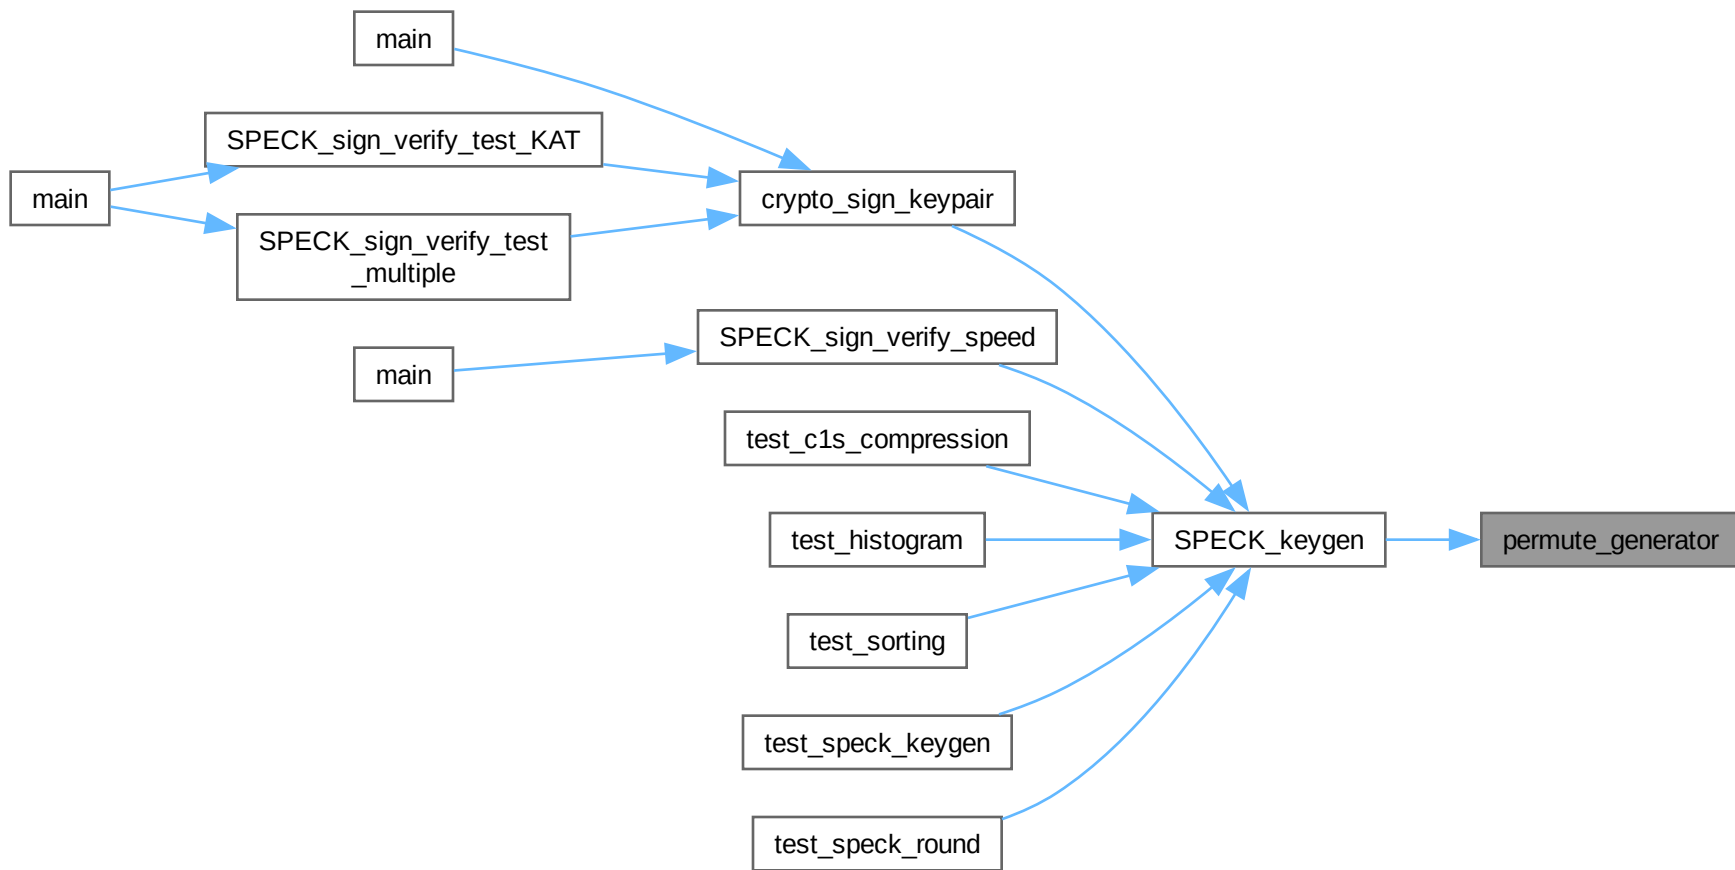 main
SPECK_sign_verify_test_KAT
main
crypto_sign_keypair
SPECK_sign_verify_test
_multiple
SPECK_sign_verify_speed
main
test_c1s_compression
test_histogram
SPECK_keygen
permute_generator
test_sorting
test_speck_keygen
test_speck_round